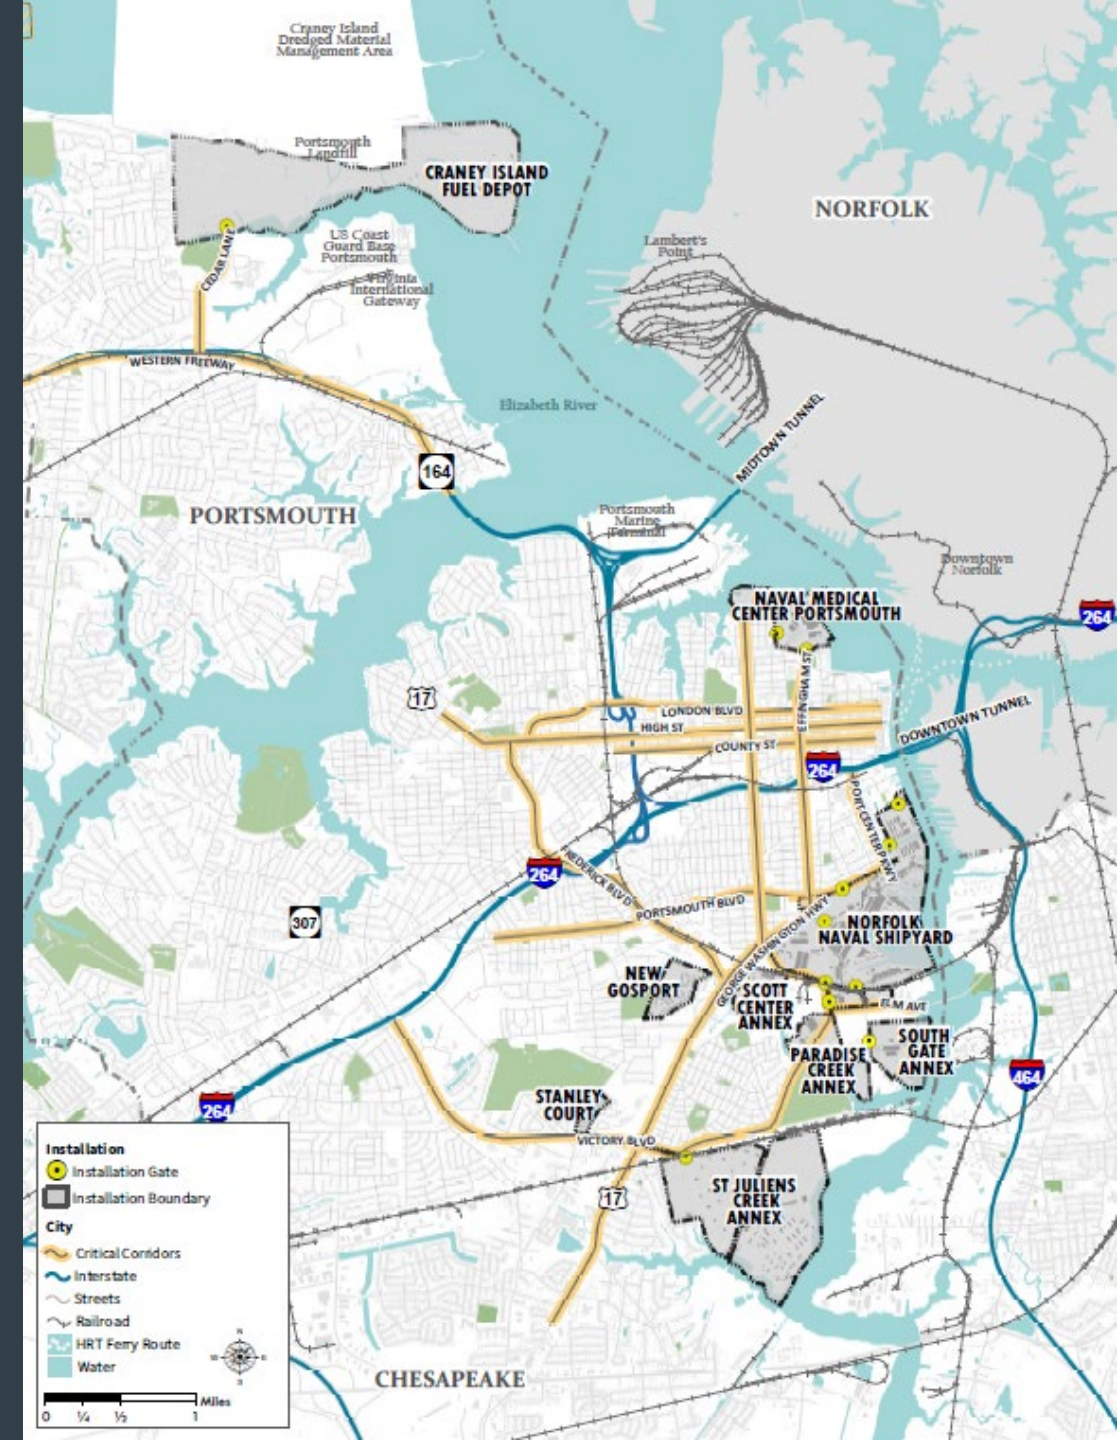 Craney Island
Dredged Material
Management Area
Portsmouth
Landfill
CRANEY ISLAND
FUEL DEPOT
NORFOLK
US Coast
Guard Base
Portsmouth
Lambert's
Point
CEDAR LANE
Virginia
International
Gateway
WESTERN FREEWAY
Elizabeth River
MIDTOWN TUNNEL
164
PORTSMOUTH
Portsmouth
Marine
Terminal
Downtown
Norfolk
NAVAL MEDICAL
CENTER PORTSMOUTH
264
EFFINGHAM ST
17
LONDON BLVD
HIGH ST
COUNTY ST
DOWNTOWN TUNNEL
264
PORT CENTER PKWY
264
FREDERICK BLVD
PORTSMOUTH BLVD
307
GEORGE WASHINGTON HWY
NORFOLK
NAVAL SHIPYARD
NEW
GOSPORT
SCOTT
CENTER
ANNEX
ELM AVE
PARADISE
CREEK
ANNEX
SOUTH
GATE
ANNEX
464
STANLEY
COURT
264
VICTORY BLVD
17
ST JULIENS
CREEK
ANNEX
Installation
Installation Gate
Installation Boundary
City
Critical Corridors
Interstate
Streets
Railroad
HRT Ferry Route
Water
N
W
E
S
Miles
0 ¼ ½ 1
CHESAPEAKE